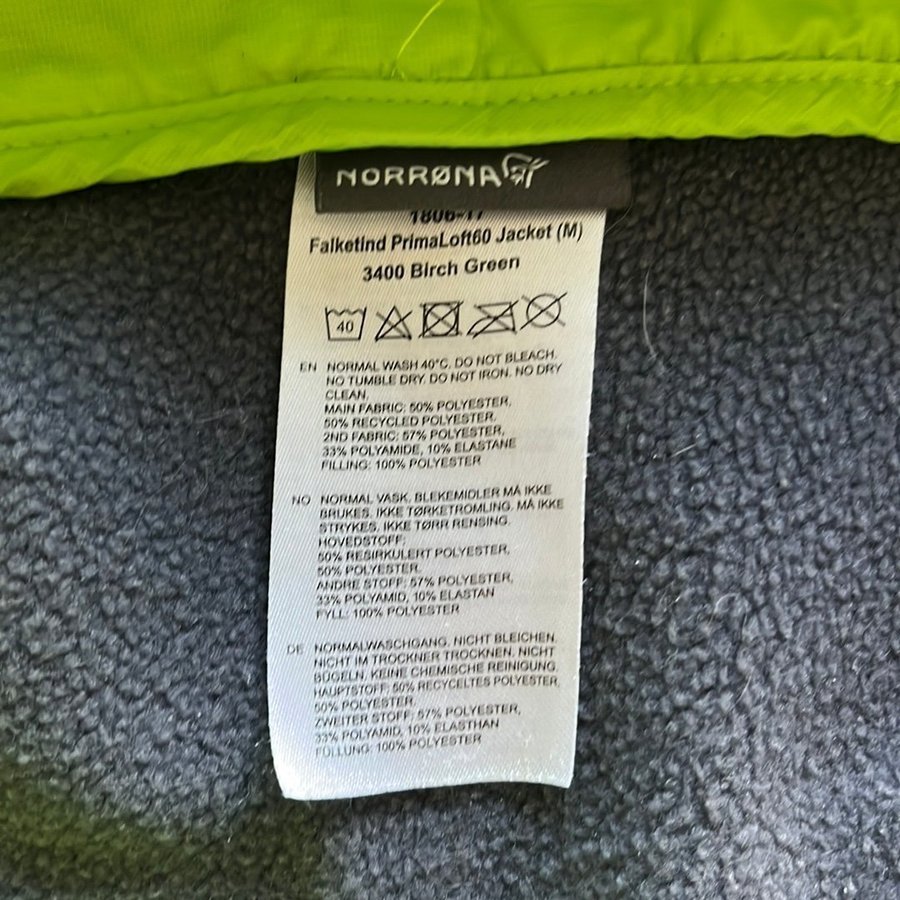 NORRØNA
1806-17
Falketind PrimaLoft60 Jacket (M)
3400 Birch Green
40
EN NORMAL WASH 40°C. DO NOT BLEACH.
NO TUMBLE DRY. DO NOT IRON. NO DRY
CLEAN.
MAIN FABRIC: 50% POLYESTER,
50% RECYCLED POLYESTER.
2ND FABRIC: 57% POLYESTER,
33% POLYAMIDE, 10% ELASTANE
FILLING: 100% POLYESTER
NO NORMAL VASK. BLEKEMIDLER MÅ IKKE
BRUKES. IKKE TØRKETROMLING. MÅ IKKE
STRYKES. IKKE TØRR RENSING.
HOVEDSTOFF:
50% RESIRKULERT POLYESTER,
50% POLYESTER.
ANDRE STOFF: 57% POLYESTER,
33% POLYAMID, 10% ELASTAN
FYLL: 100% POLYESTER
DE NORMALWASCHGANG. NICHT BLEICHEN.
NICHT IM TROCKNER TROCKNEN. NICHT
BÜGELN. KEINE CHEMISCHE REINIGUNG.
HAUPTSTOFF: 50% RECYCELTES POLYESTER,
50% POLYESTER.
ZWEITER STOFF: 57% POLYESTER,
33% POLYAMID, 10% ELASTHAN
FÜLLUNG: 100% POLYESTER